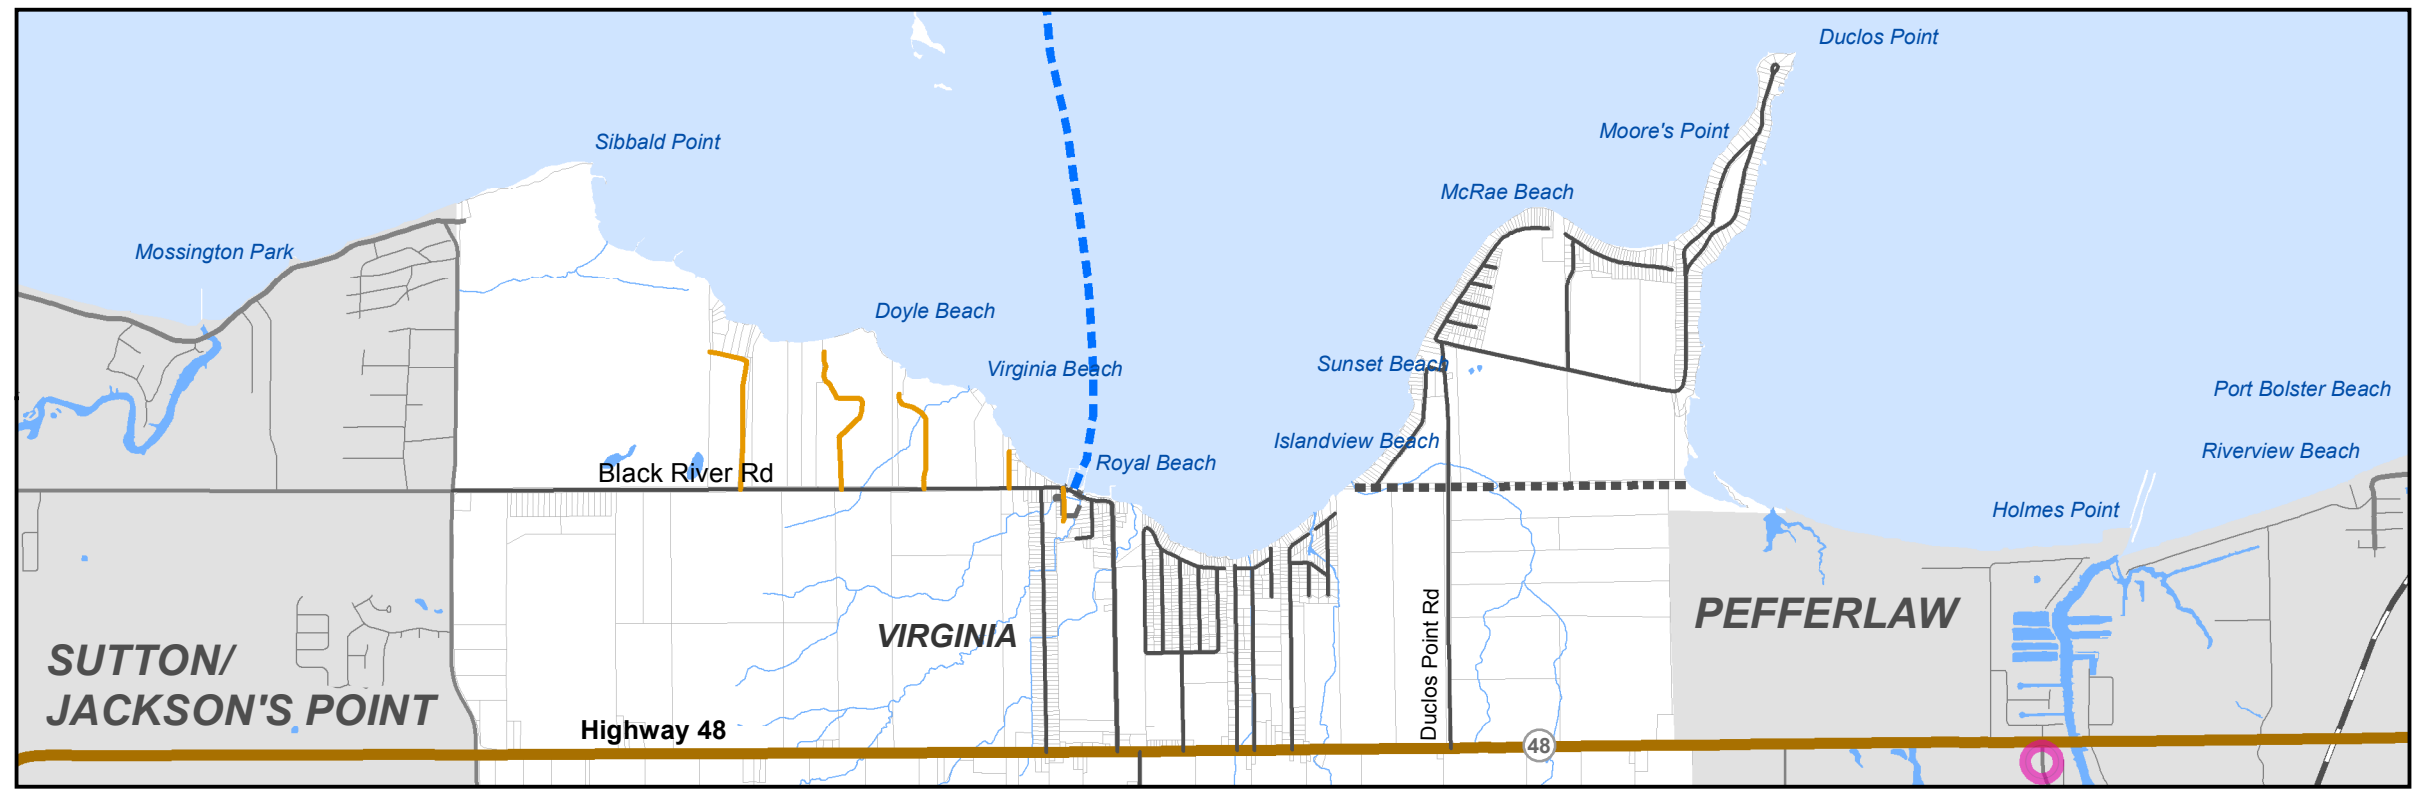 Duclos Point
Moore's Point
Sibbald Point
McRae Beach
Mossington Park
Doyle Beach
Virginia Beach
Sunset Beach
Port Bolster Beach
Islandview Beach
Riverview Beach
Royal Beach
Black River Rd
Holmes Point
PEFFERLAW
VIRGINIA
Duclos Point Rd
SUTTON/
JACKSON'S POINT
Highway 48
48